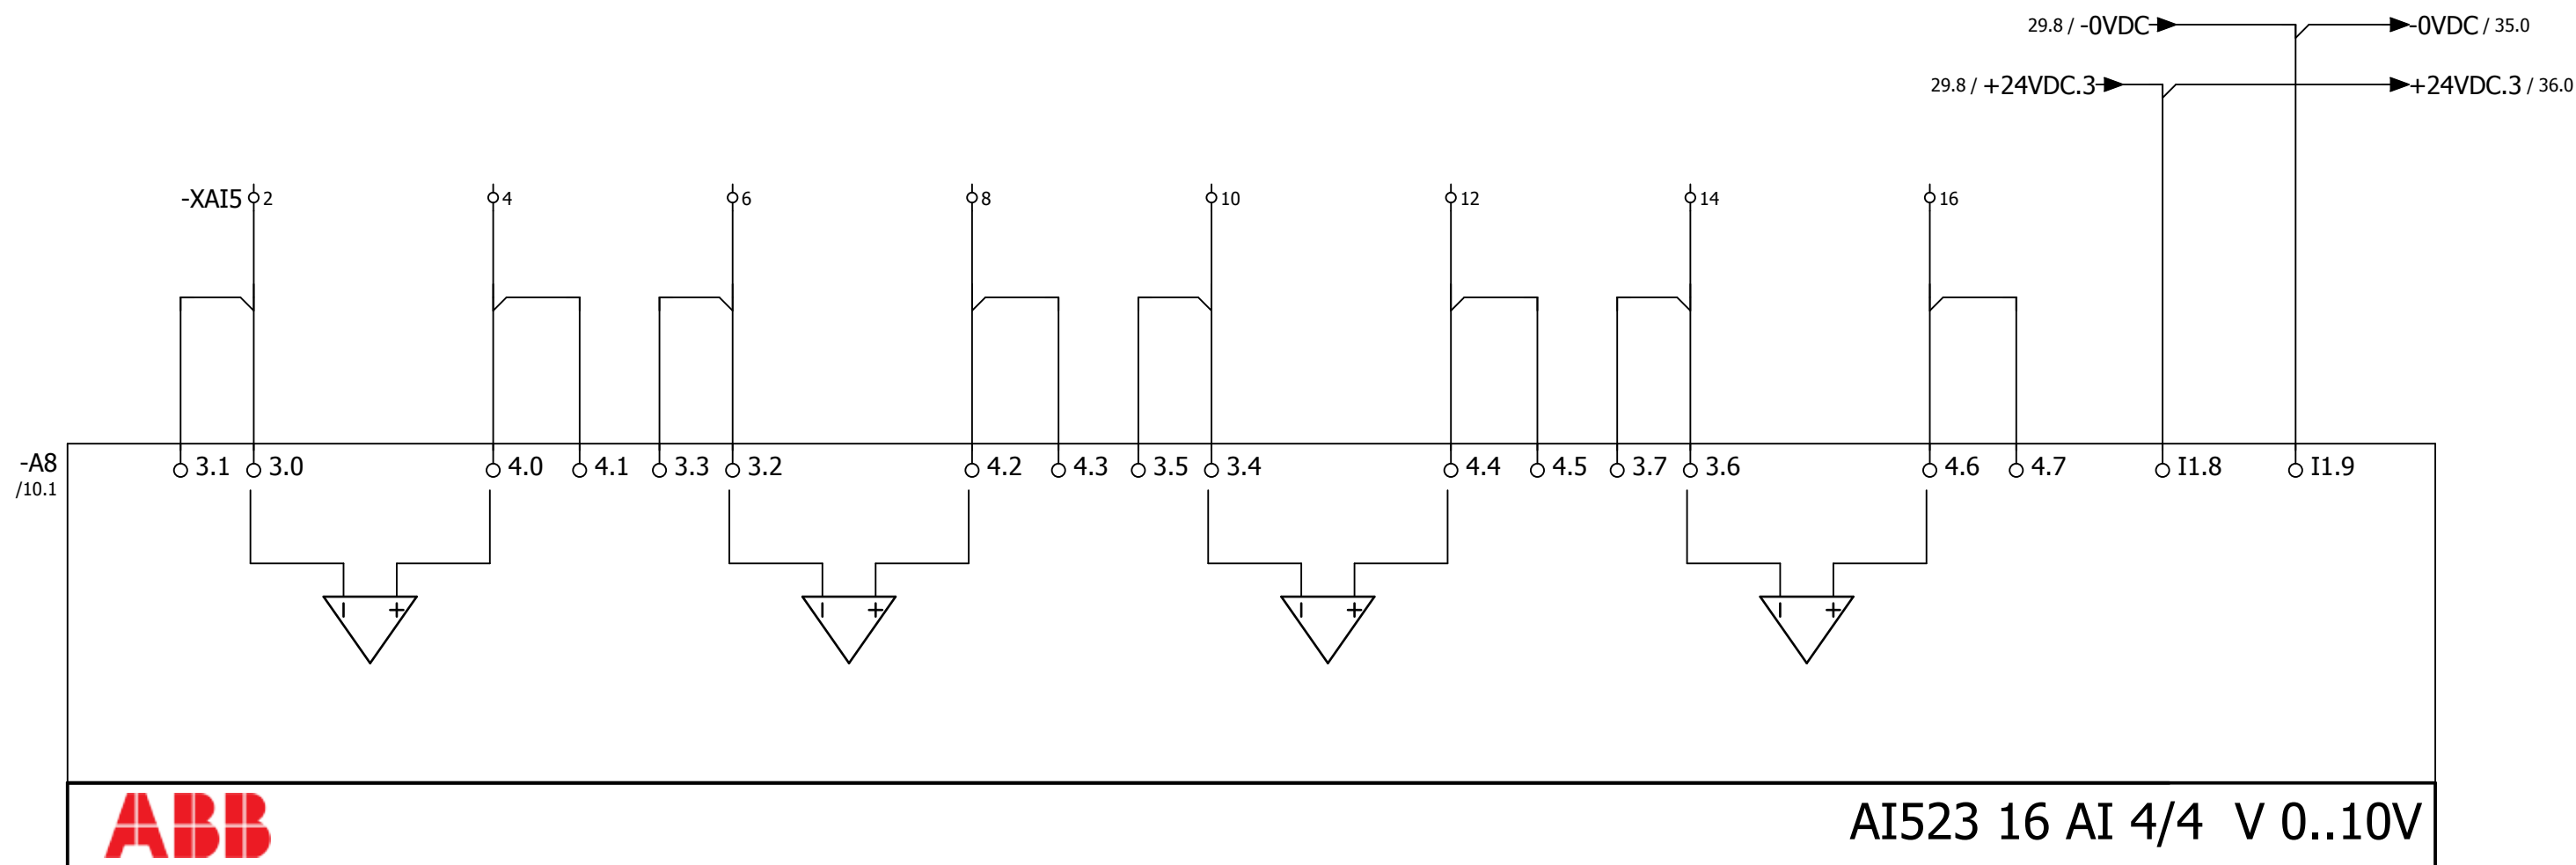 29.8 / -0VDC -0VDC / 35.0
29.8 / +24VDC.3 +24VDC.3 / 36.0
-XAI5 2 4 6 8 10 12 14 16
-A8 3.1 3.0 4.0 4.1 3.3 3.2 4.2 4.3 3.5 3.4 4.4 4.5 3.7 3.6 4.6 4.7 I1.8 I1.9
/10.1
- + - + - + - +
ABB AI523 16 AI 4/4 V 0..10V